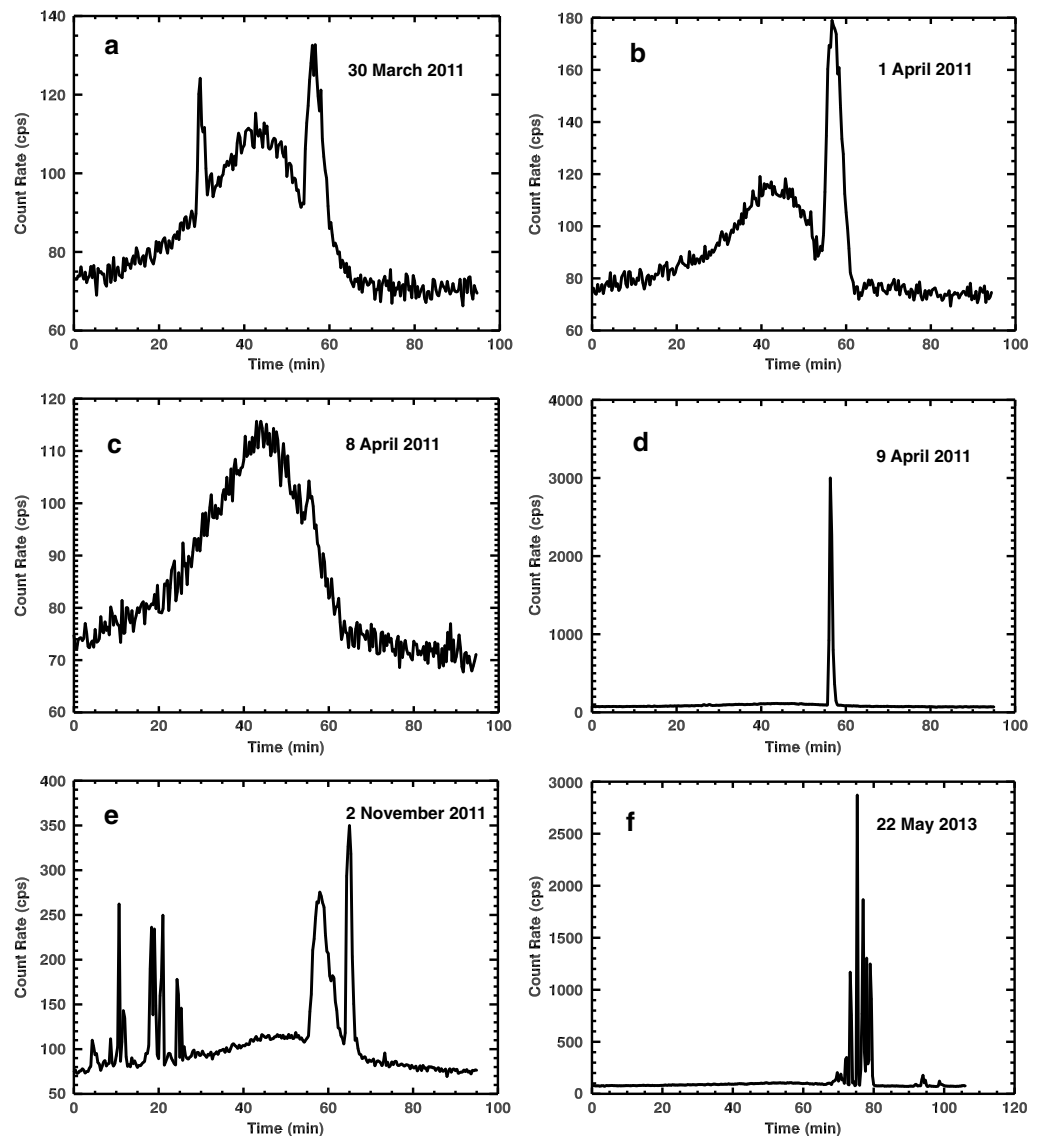 a
30 March 2011
Count Rate (cps)
140
120
100
80
60
0 20 40 60 80 100
Time (min)
b
1 April 2011
Count Rate (cps)
180
160
140
120
100
80
60
0 20 40 60 80 100
Time (min)
c
8 April 2011
Count Rate (cps)
120
110
100
90
80
70
60
0 20 40 60 80 100
Time (min)
d
9 April 2011
Count Rate (cps)
4000
3000
2000
1000
0
0 20 40 60 80 100
Time (min)
e
2 November 2011
Count Rate (cps)
400
350
300
250
200
150
100
50
0 20 40 60 80 100
Time (min)
f
22 May 2013
Count Rate (cps)
3000
2500
2000
1500
1000
500
0
0 20 40 60 80 100 120
Time (min)